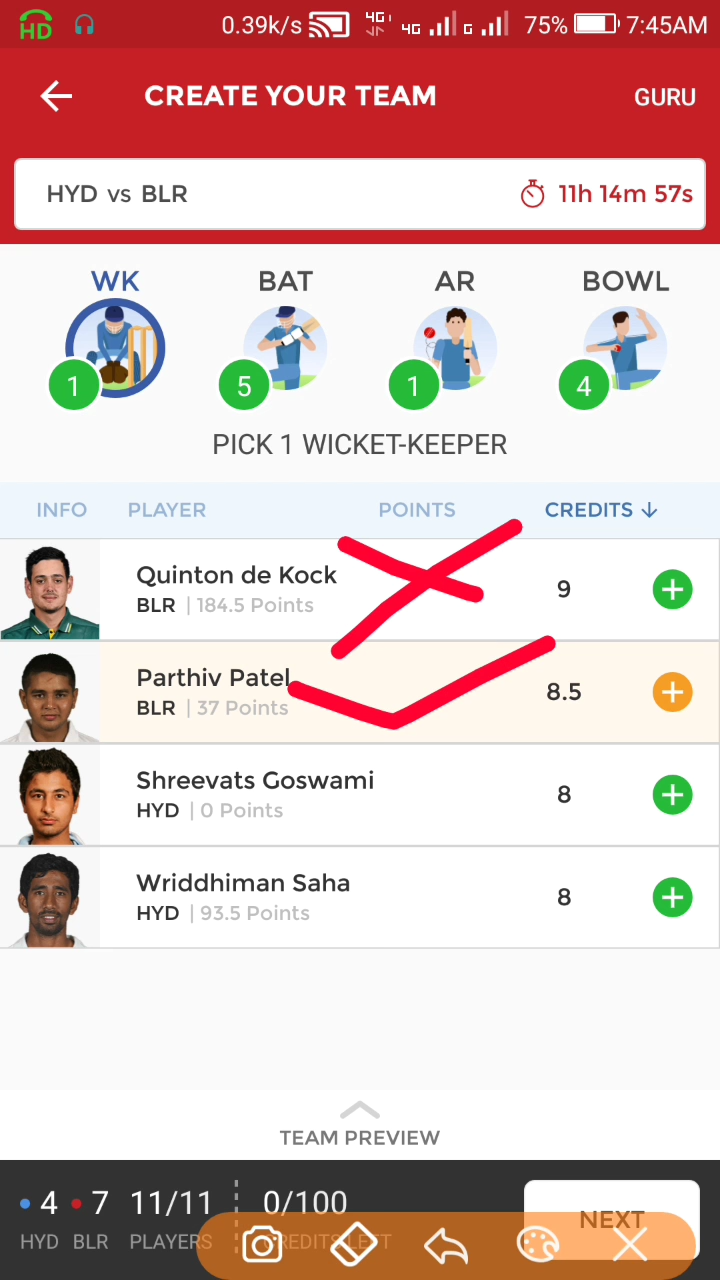 HD 0.39k/s 4G 4G G 75% 7:45AM
CREATE YOUR TEAM GURU
HYD vs BLR 11h 14m 57s
WK BAT AR BOWL
1 5 1 4
PICK 1 WICKET-KEEPER
INFO PLAYER POINTS CREDITS ↓
Quinton de Kock
BLR | 184.5 Points 9 +
Parthiv Patel
BLR | 37 Points 8.5 +
Shreevats Goswami
HYD | 0 Points 8 +
Wriddhiman Saha
HYD | 93.5 Points 8 +
TEAM PREVIEW
4 7 11/11 0/100 NEXT
HYD BLR PLAYERS CREDITS LEFT